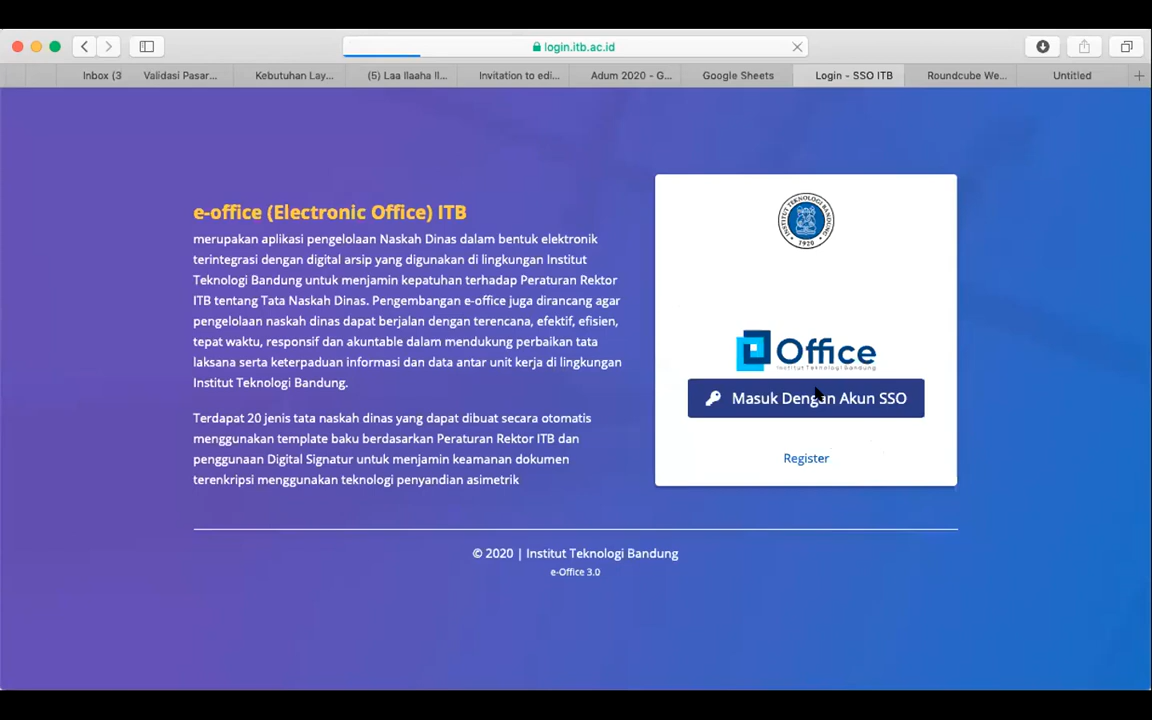 login.itb.ac.id
Inbox (3
Validasi Pasar...
Kebutuhan Lay...
(5) Laa Ilaaha Il...
Invitation to edi...
Adum 2020 - G...
Google Sheets
Login - SSO ITB
Roundcube We...
Untitled
e-office (Electronic Office) ITB
merupakan aplikasi pengelolaan Naskah Dinas dalam bentuk elektronik
terintegrasi dengan digital arsip yang digunakan di lingkungan Institut
Teknologi Bandung untuk menjamin kepatuhan terhadap Peraturan Rektor
ITB tentang Tata Naskah Dinas. Pengembangan e-office juga dirancang agar
pengelolaan naskah dinas dapat berjalan dengan terencana, efektif, efisien,
tepat waktu, responsif dan akuntable dalam mendukung perbaikan tata
laksana serta keterpaduan informasi dan data antar unit kerja di lingkungan
Institut Teknologi Bandung.
Terdapat 20 jenis tata naskah dinas yang dapat dibuat secara otomatis
menggunakan template baku berdasarkan Peraturan Rektor ITB dan
penggunaan Digital Signatur untuk menjamin keamanan dokumen
terenkripsi menggunakan teknologi penyandian asimetrik
INSTITUT TEKNOLOGI BANDUNG
1920
Office
Institut Teknologi Bandung
Masuk Dengan Akun SSO
Register
© 2020 | Institut Teknologi Bandung
e-Office 3.0